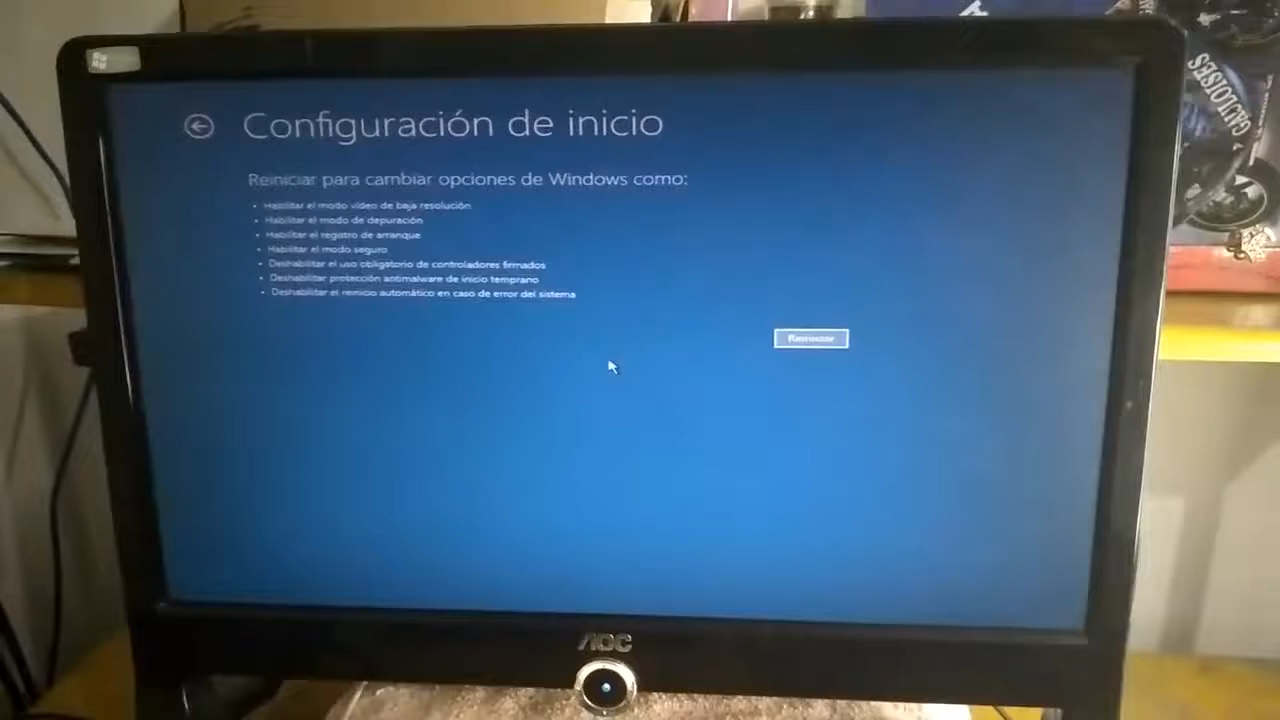 Configuración de inicio
Reiniciar para cambiar opciones de Windows como:
Habilitar el modo vídeo de baja resolución
Habilitar el modo de depuración
Habilitar el registro de arranque
Habilitar el modo seguro
Deshabilitar el uso obligatorio de controladores firmados
Deshabilitar protección antimalware de inicio temprano
Deshabilitar el reinicio automático en caso de error del sistema
Reiniciar
AOC
GAULOISES